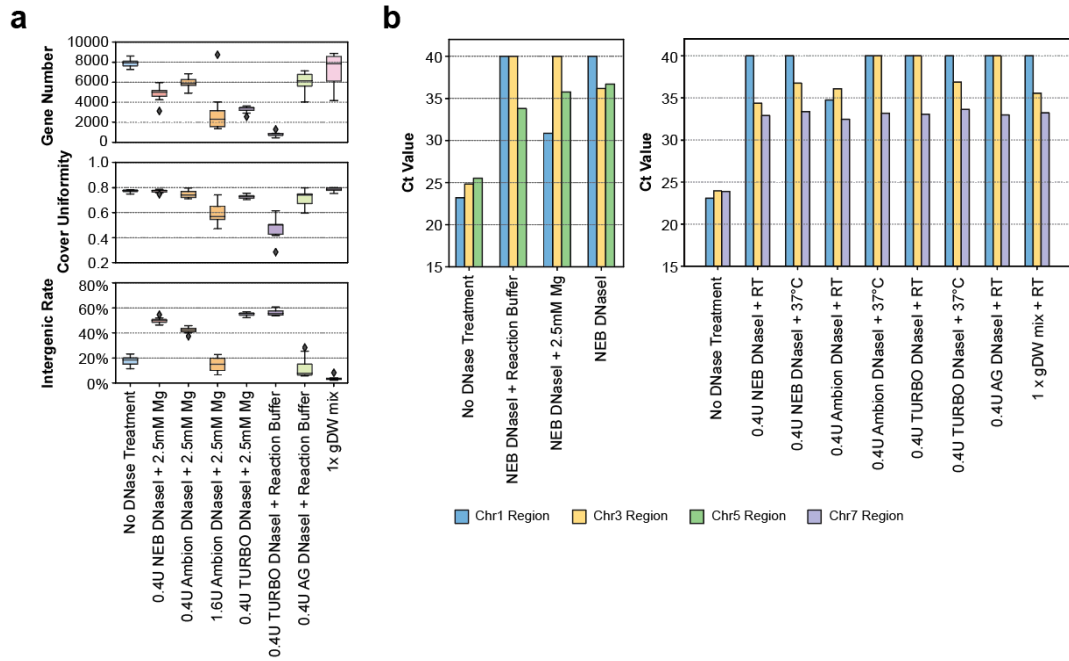 a
Gene Number
10000
8000
6000
4000
2000
0
Cover Uniformity
1.0
0.8
0.6
0.4
0.2
Intergenic Rate
80%
60%
40%
20%
0%
No DNase Treatment
0.4U NEB DNaseI + 2.5mM Mg
0.4U Ambion DNaseI + 2.5mM Mg
1.6U Ambion DNaseI + 2.5mM Mg
0.4U TURBO DNaseI + 2.5mM Mg
0.4U TURBO DNaseI + Reaction Buffer
0.4U AG DNaseI + Reaction Buffer
1x gDW mix
b
Ct Value
40
35
30
25
20
15
No DNase Treatment
NEB DNaseI + Reaction Buffer
NEB DNaseI + 2.5mM Mg
NEB DNaseI
Ct Value
40
35
30
25
20
15
No DNase Treatment
0.4U NEB DNaseI + RT
0.4U NEB DNaseI + 37°C
0.4U Ambion DNaseI + RT
0.4U Ambion DNaseI + 37°C
0.4U TURBO DNaseI + RT
0.4U TURBO DNaseI + 37°C
0.4U AG DNaseI + RT
1 x gDW mix + RT
Chr1 Region Chr3 Region Chr5 Region Chr7 Region